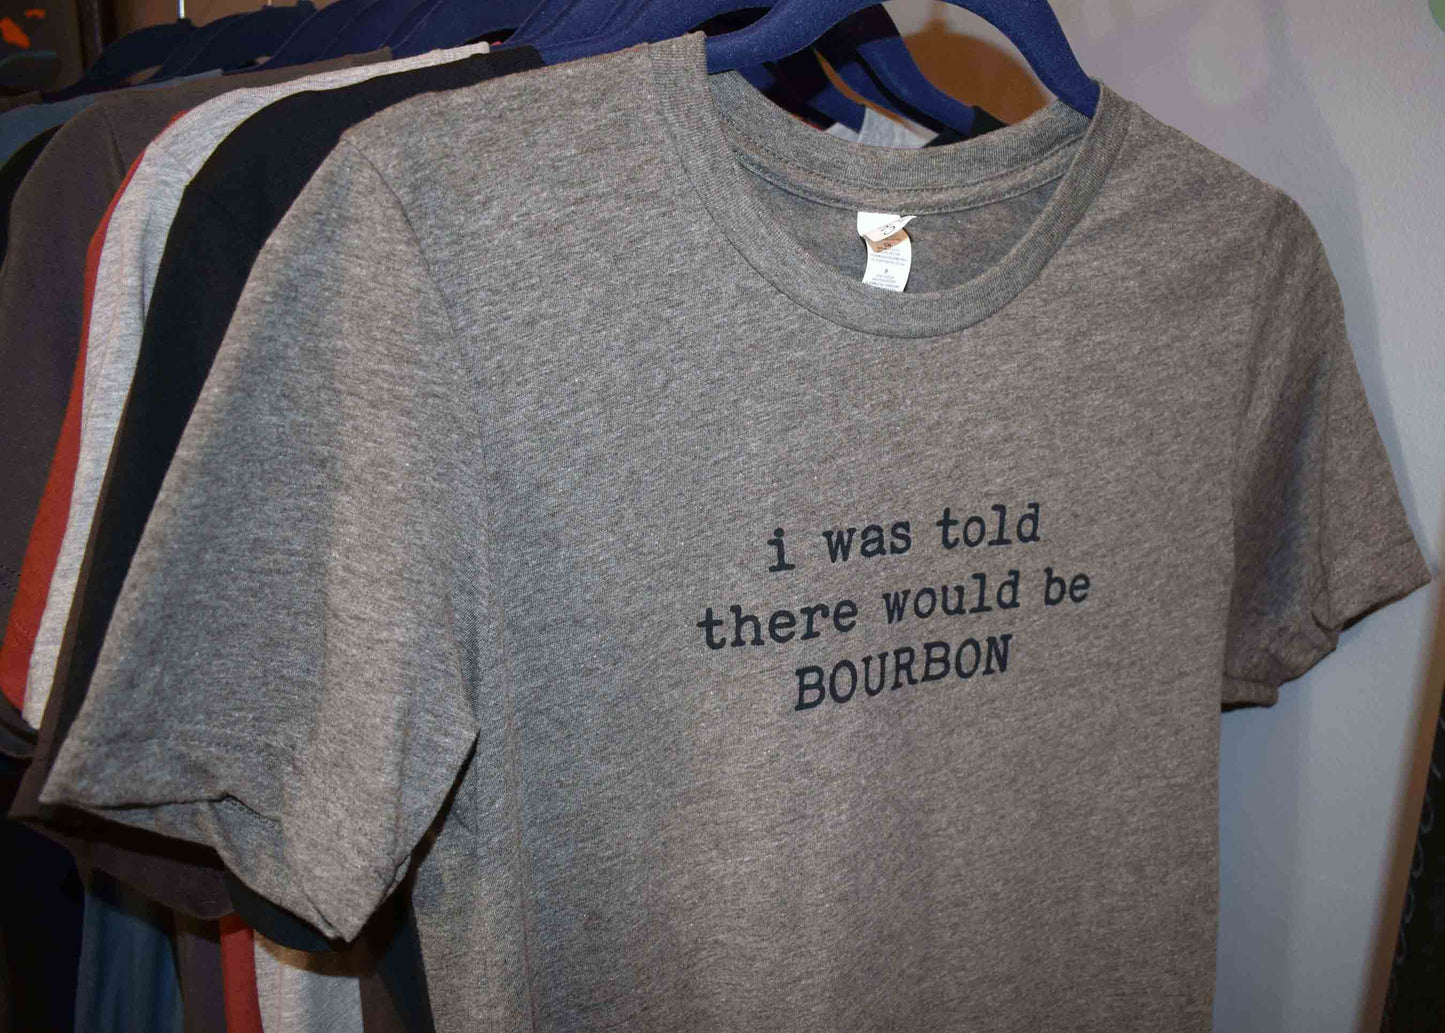 i was told
there would be
BOURBON